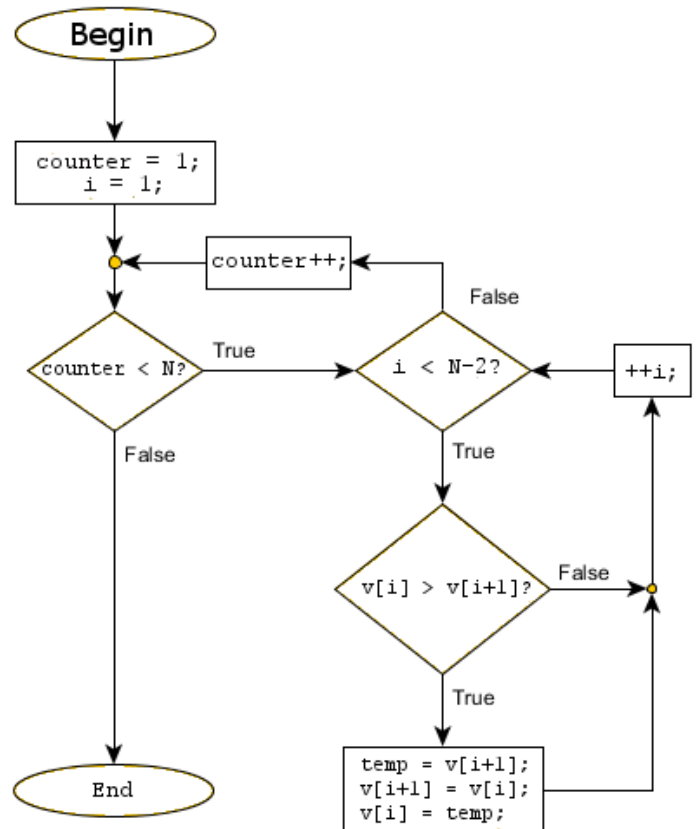 Begin
counter = 1;
i = 1;
counter++;
False
counter < N?
True
i < N-2?
++i;
False
True
v[i] > v[i+1]?
False
True
temp = v[i+1];
v[i+1] = v[i];
v[i] = temp;
End